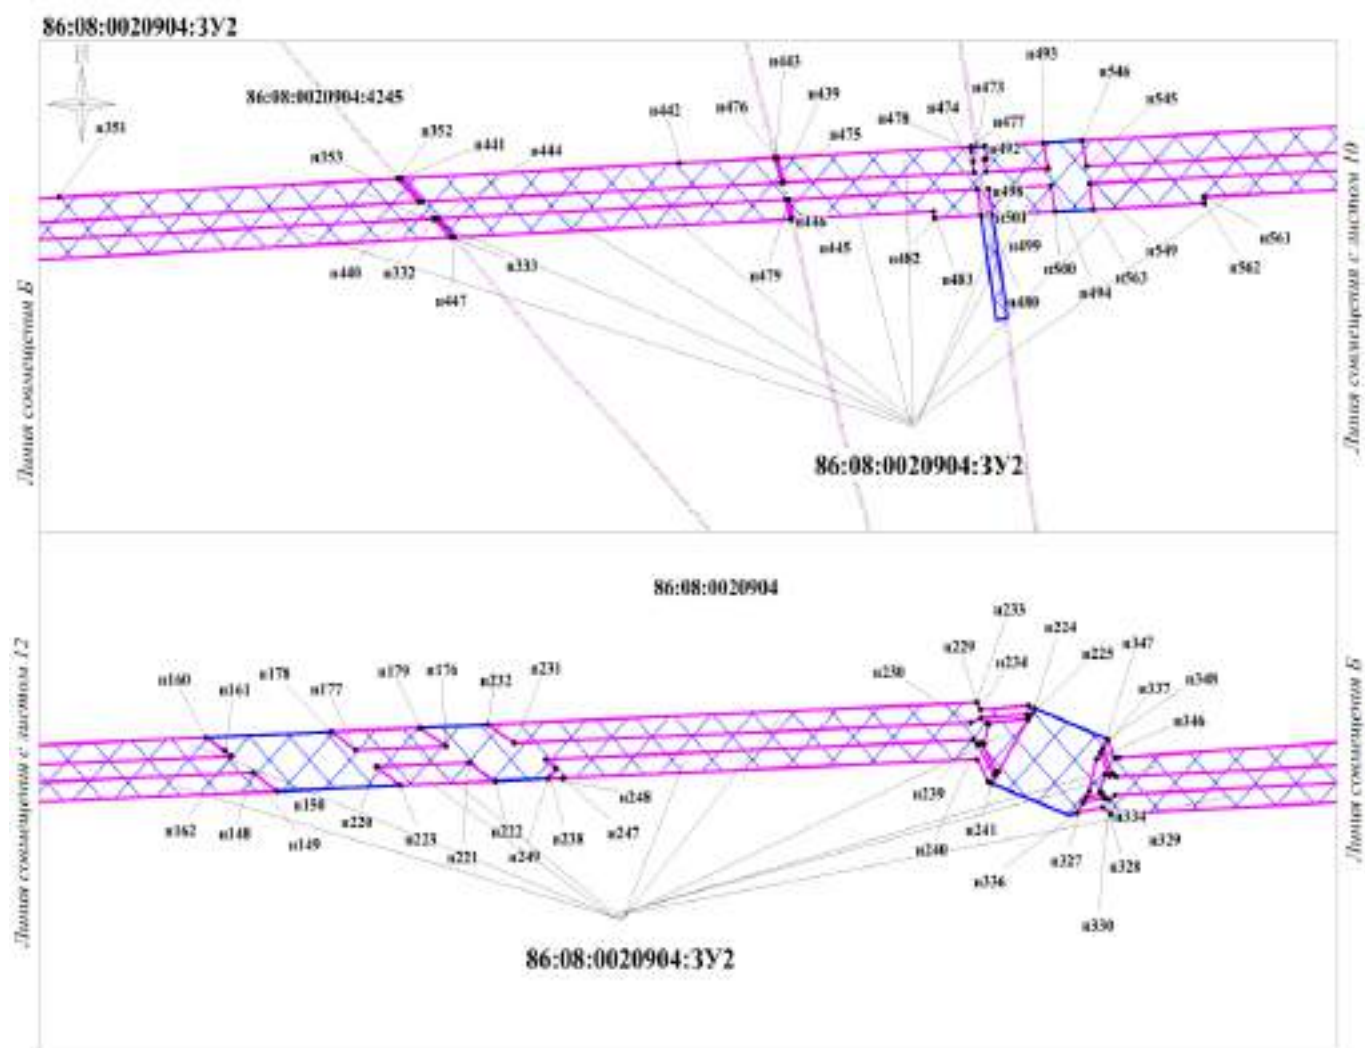 86:08:0020904:ЗУ2
86:08:0020904:4245
н351
н353
н352
н441
н444
н442
н476
н443
н439
н475
н478
н474
н473
н477
н492
н493
н546
н545
н498
н501
н499
н446
н445
н479
н482
н483
н500
н480
н494
н563
н549
н562
н561
н440
н332
н333
н447
86:08:0020904:ЗУ2
Линия совмещения Б
Линия совмещения с листом 10
86:08:0020904
н160
н161
н178
н177
н179
н176
н232
н231
н230
н229
н233
н234
н224
н225
н347
н337
н348
н346
н162
н148
н149
н150
н220
н223
н221
н222
н249
н238
н247
н248
н239
н240
н241
н336
н327
н334
н329
н328
н330
86:08:0020904:ЗУ2
Линия совмещения с листом 12
Линия совмещения Б